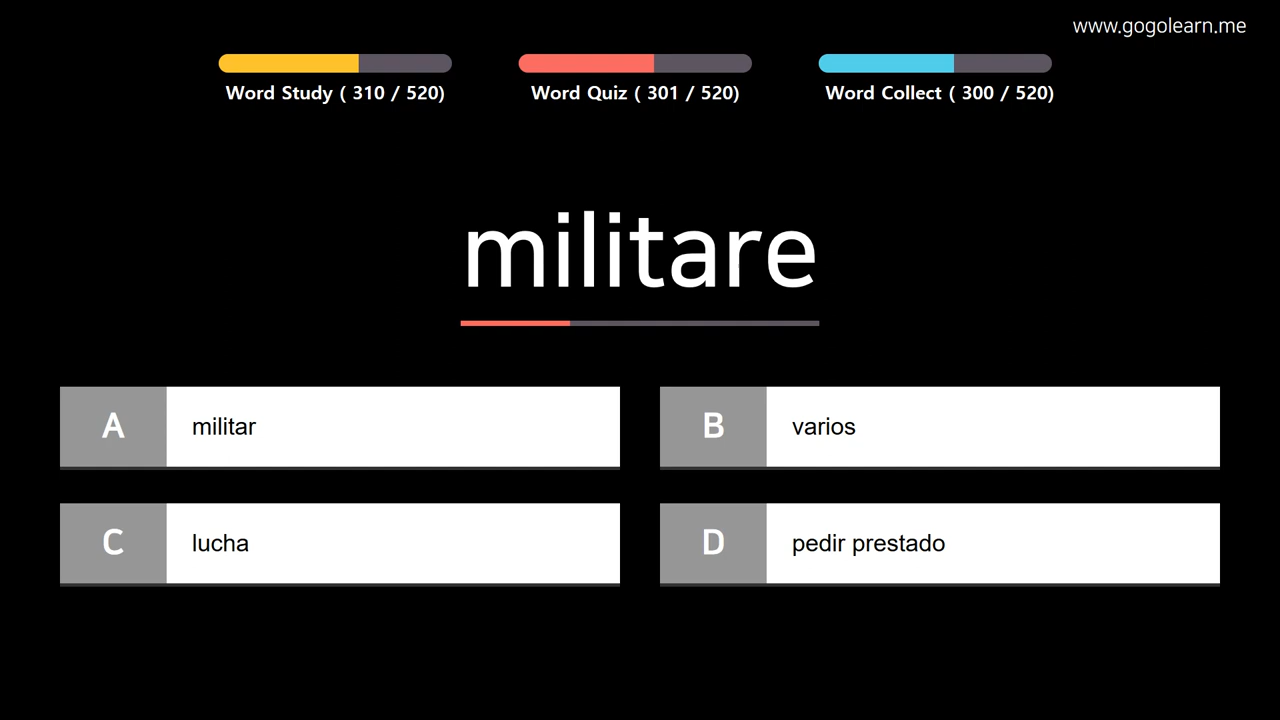 www.gogolearn.me
Word Study ( 310 / 520)
Word Quiz ( 301 / 520)
Word Collect ( 300 / 520)
militare
A militar
B varios
C lucha
D pedir prestado